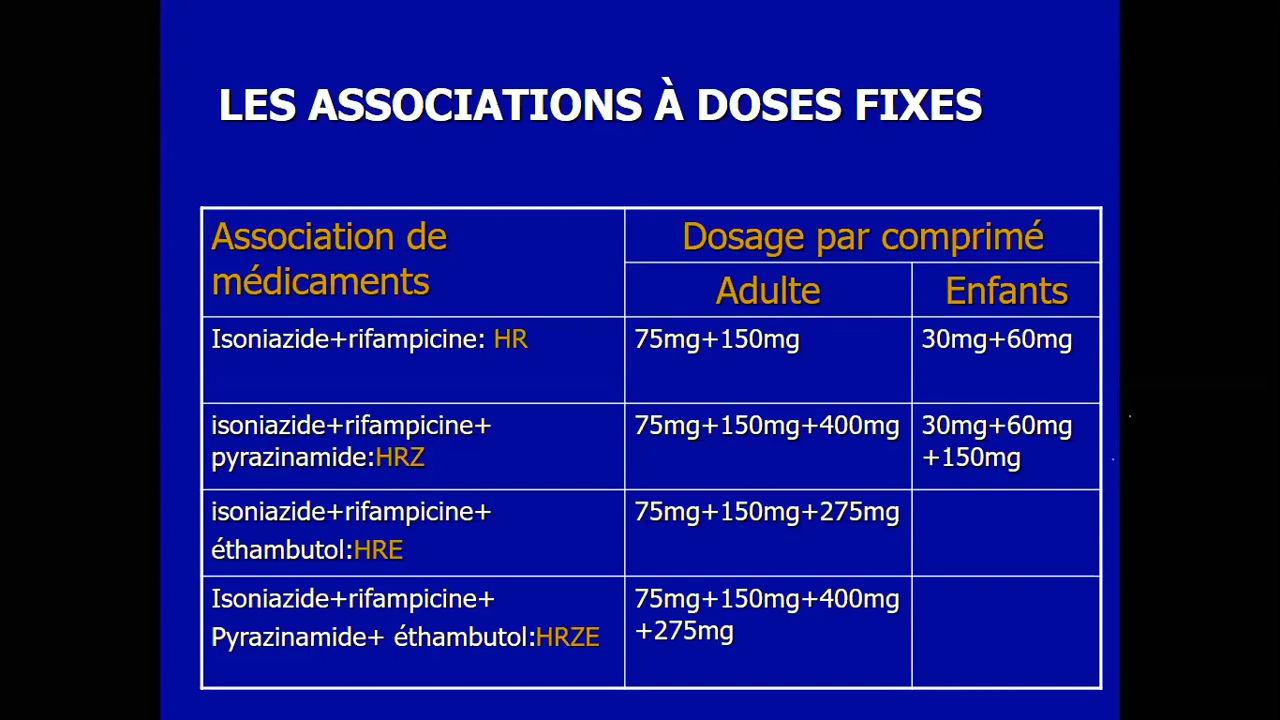 LES ASSOCIATIONS À DOSES FIXES
Association de
médicaments
Dosage par comprimé
Adulte
Enfants
Isoniazide+rifampicine: HR
75mg+150mg
30mg+60mg
isoniazide+rifampicine+
pyrazinamide:HRZ
75mg+150mg+400mg
30mg+60mg
+150mg
isoniazide+rifampicine+
éthambutol:HRE
75mg+150mg+275mg
Isoniazide+rifampicine+
Pyrazinamide+ éthambutol:HRZE
75mg+150mg+400mg
+275mg